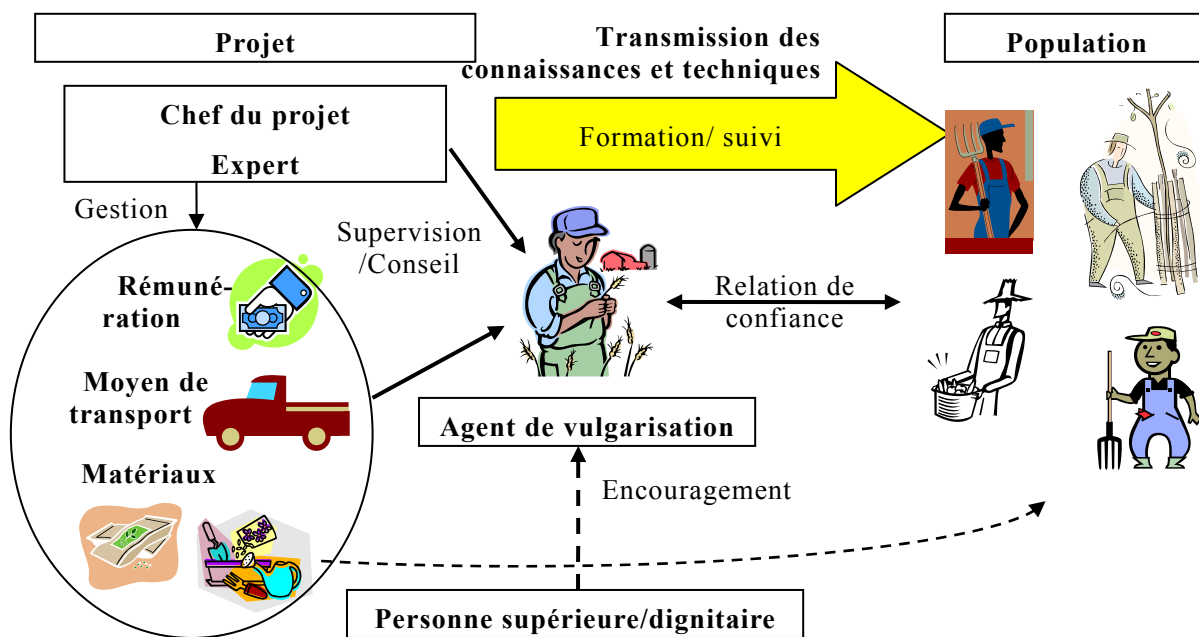 Projet
Transmission des
connaissances et techniques
Population
Chef du projet
Expert
Formation/ suivi
Gestion
Supervision
/Conseil
Rémuné-
ration
Relation de
confiance
Moyen de
transport
Agent de vulgarisation
Matériaux
Encouragement
Personne supérieure/dignitaire